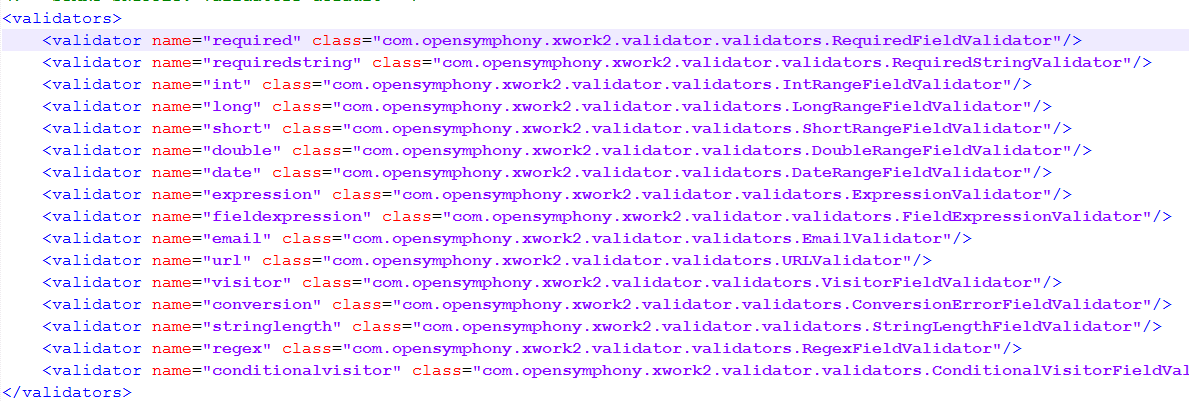 <validators>
<validator name="required" class="com.opensymphony.xwork2.validator.validators.RequiredFieldValidator"/>
<validator name="requiredstring" class="com.opensymphony.xwork2.validator.validators.RequiredStringValidator"/>
<validator name="int" class="com.opensymphony.xwork2.validator.validators.IntRangeFieldValidator"/>
<validator name="long" class="com.opensymphony.xwork2.validator.validators.LongRangeFieldValidator"/>
<validator name="short" class="com.opensymphony.xwork2.validator.validators.ShortRangeFieldValidator"/>
<validator name="double" class="com.opensymphony.xwork2.validator.validators.DoubleRangeFieldValidator"/>
<validator name="date" class="com.opensymphony.xwork2.validator.validators.DateRangeFieldValidator"/>
<validator name="expression" class="com.opensymphony.xwork2.validator.validators.ExpressionValidator"/>
<validator name="fieldexpression" class="com.opensymphony.xwork2.validator.validators.FieldExpressionValidator"/>
<validator name="email" class="com.opensymphony.xwork2.validator.validators.EmailValidator"/>
<validator name="url" class="com.opensymphony.xwork2.validator.validators.URLValidator"/>
<validator name="visitor" class="com.opensymphony.xwork2.validator.validators.VisitorFieldValidator"/>
<validator name="conversion" class="com.opensymphony.xwork2.validator.validators.ConversionErrorFieldValidator"/>
<validator name="stringlength" class="com.opensymphony.xwork2.validator.validators.StringLengthFieldValidator"/>
<validator name="regex" class="com.opensymphony.xwork2.validator.validators.RegexFieldValidator"/>
<validator name="conditionalvisitor" class="com.opensymphony.xwork2.validator.validators.ConditionalVisitorFieldVal
</validators>